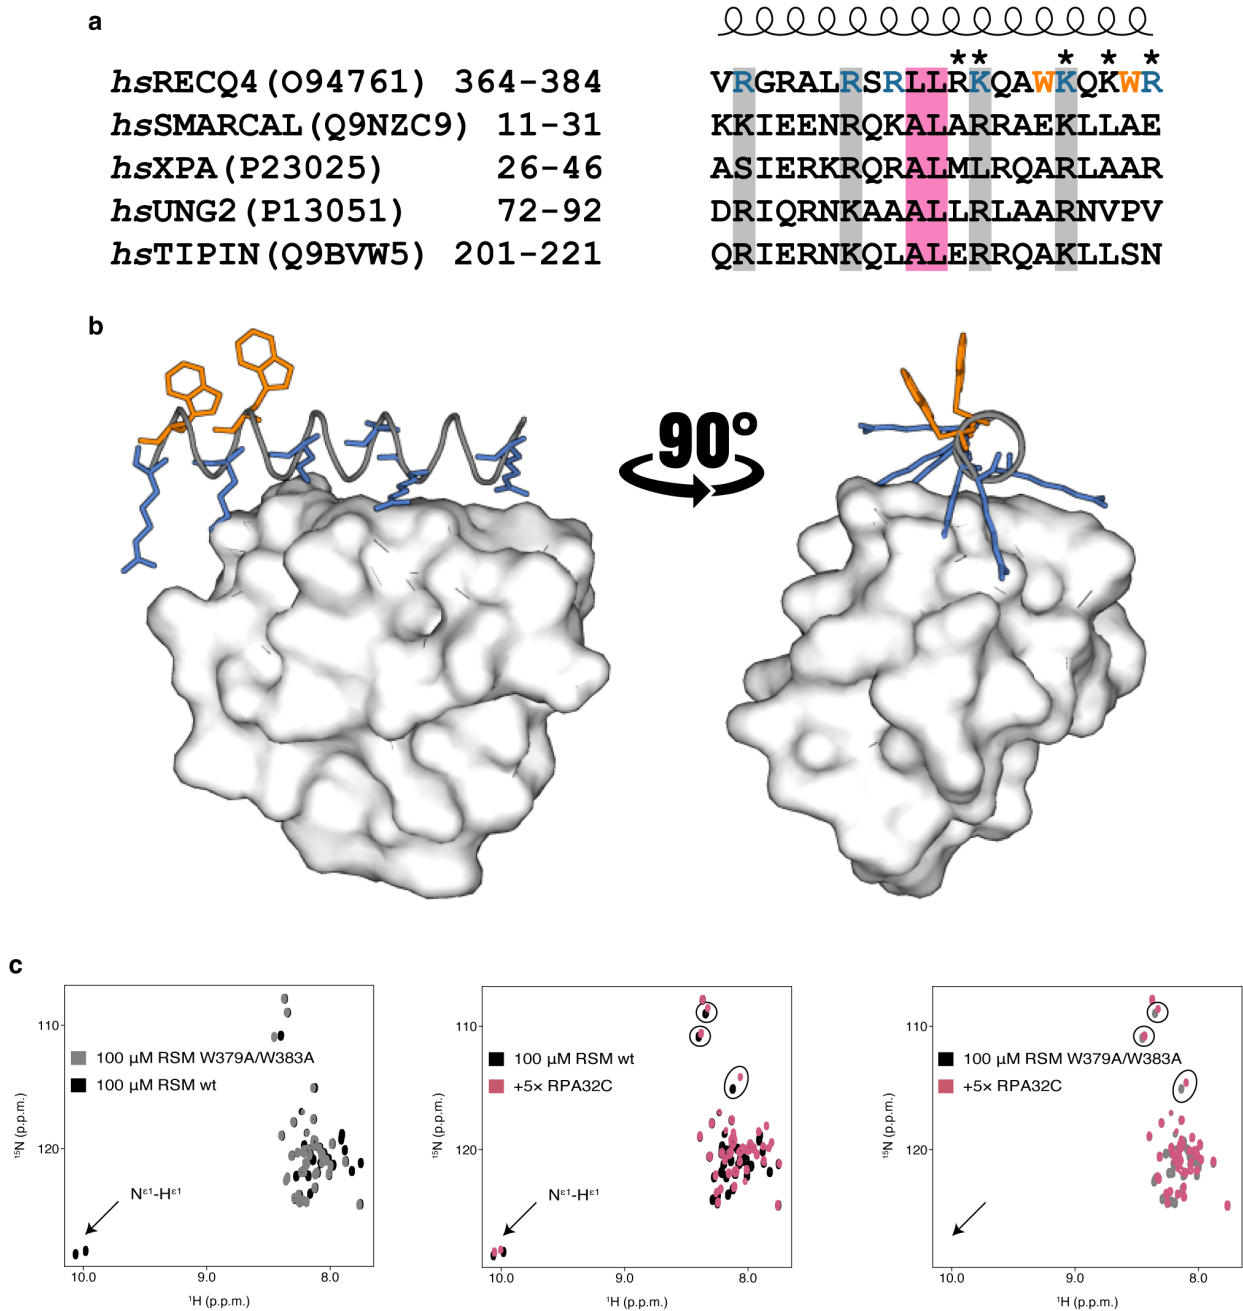 a
* * * * *
hsRECQ4(O94761) 364-384 VRGRALRSRLLRKQAWKQKWR
hsSMARCAL(Q9NZC9) 11-31 KKIEENRQKALARRAEKLLAE
hsXPA(P23025) 26-46 ASIERKRQRALMLRQARLAAR
hsUNG2(P13051) 72-92 DRIQRNKAAALLRLAARNVPV
hsTIPIN(Q9BVW5) 201-221 QRIERNKQLALERRQAKLLSN
b
90°
c
110
120
¹⁵N (p.p.m.)
100 µM RSM W379A/W383A
100 µM RSM wt
Nᵋ¹-Hᵋ¹
10.0 9.0 8.0
¹H (p.p.m.)
110
120
¹⁵N (p.p.m.)
100 µM RSM wt
+5× RPA32C
Nᵋ¹-Hᵋ¹
10.0 9.0 8.0
¹H (p.p.m.)
110
120
¹⁵N (p.p.m.)
100 µM RSM W379A/W383A
+5× RPA32C
10.0 9.0 8.0
¹H (p.p.m.)